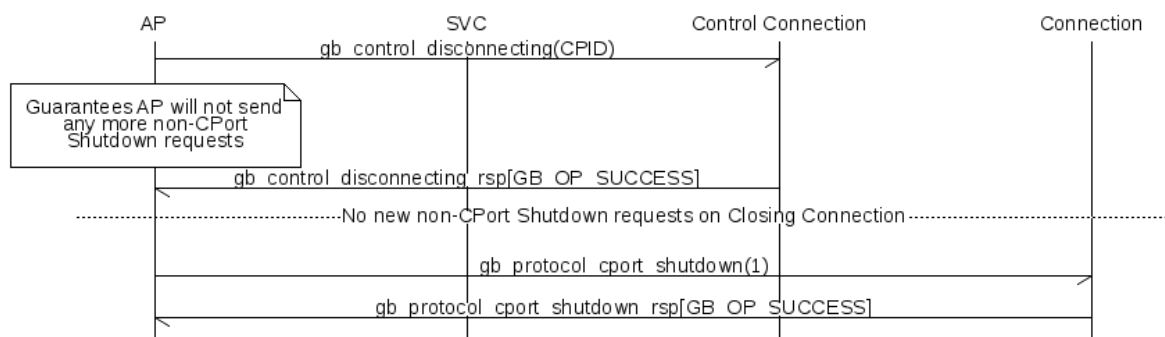 AP SVC Control Connection Connection
gb_control_disconnecting(CPID)
Guarantees AP will not send
any more non-CPort
Shutdown requests
gb_control_disconnecting_rsp[GB_OP_SUCCESS]
No new non-CPort Shutdown requests on Closing Connection
gb_protocol_cport_shutdown(1)
gb_protocol_cport_shutdown_rsp[GB_OP_SUCCESS]